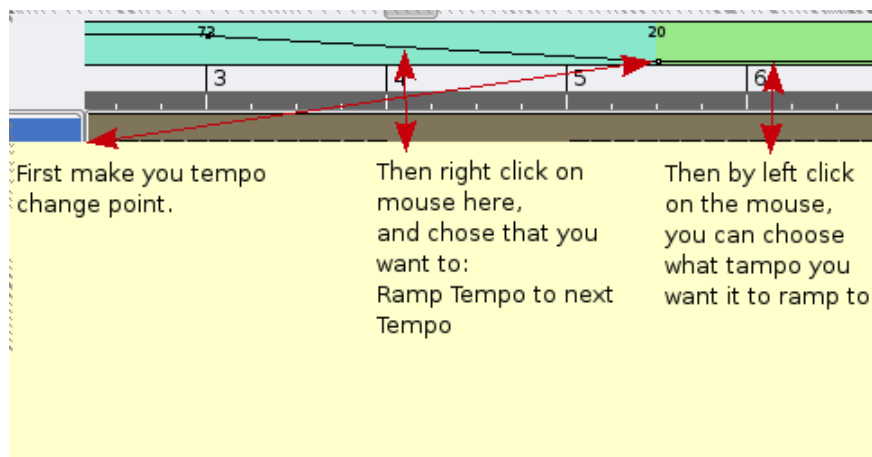 73
20
3
4
5
6
First make you tempo
change point.
Then right click on
mouse here,
and chose that you
want to:
Ramp Tempo to next
Tempo
Then by left click
on the mouse,
you can choose
what tampo you
want it to ramp to